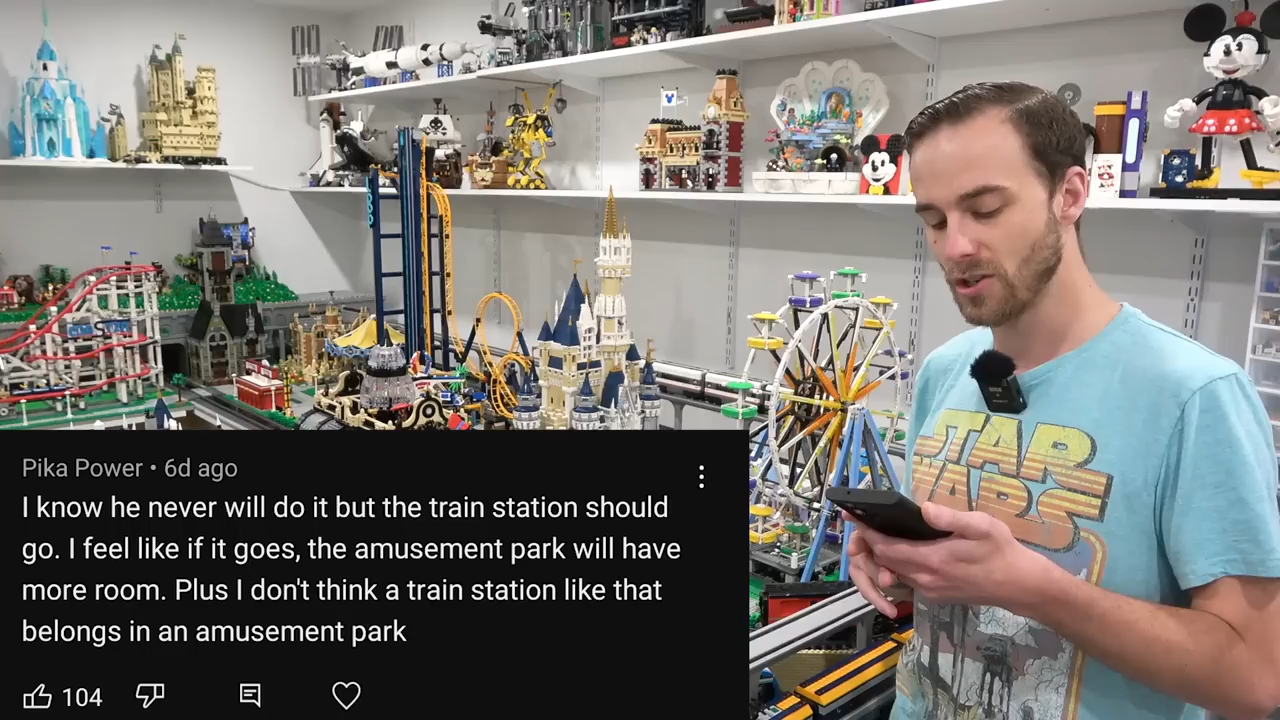 STAR
WARS
Pika Power • 6d ago
I know he never will do it but the train station should
go. I feel like if it goes, the amusement park will have
more room. Plus I don't think a train station like that
belongs in an amusement park
104